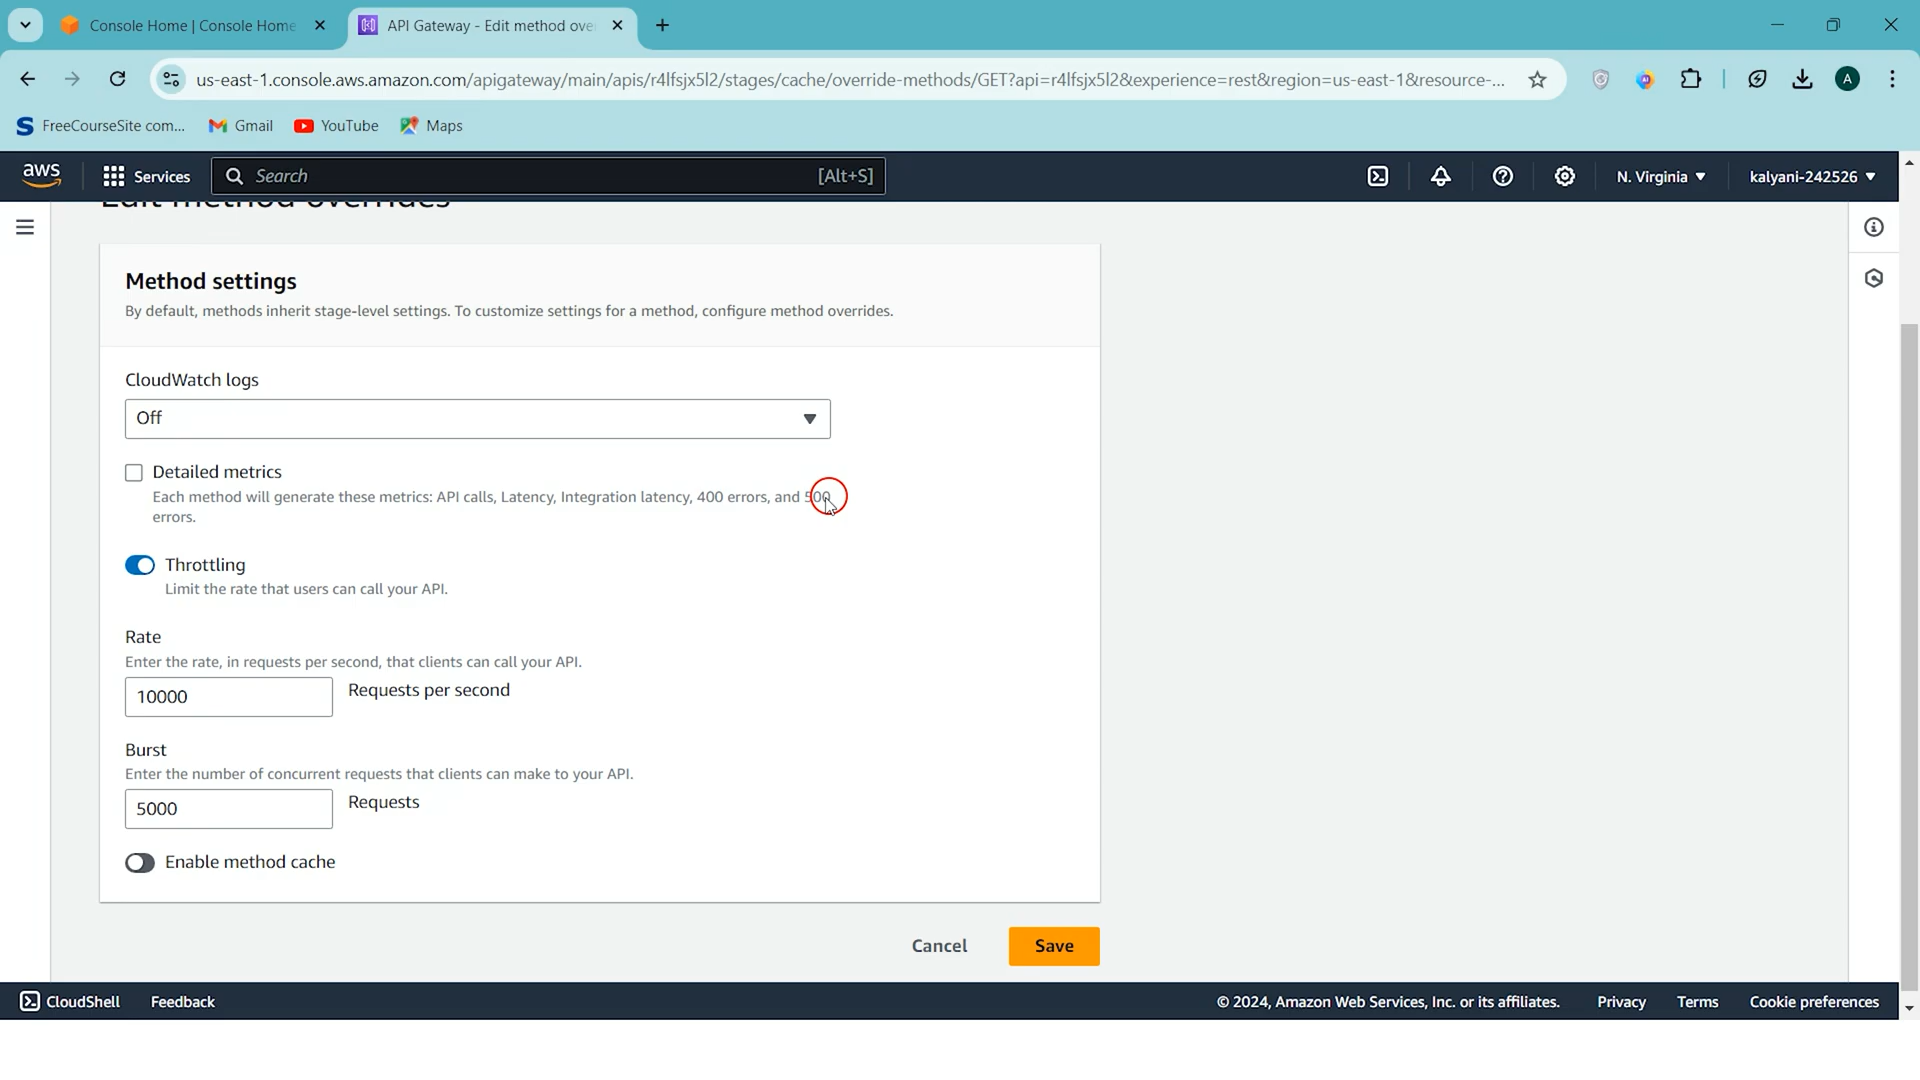 Console Home | Console Home
API Gateway - Edit method ove
us-east-1.console.aws.amazon.com/apigateway/main/apis/r4lfsjx5l2/stages/cache/override-methods/GET?api=r4lfsjx5l2&experience=rest&region=us-east-1&resource-...
A
FreeCourseSite com...
Gmail
YouTube
Maps
aws
Services
Search
[Alt+S]
N. Virginia
kalyani-242526
Edit method overrides
Method settings
By default, methods inherit stage-level settings. To customize settings for a method, configure method overrides.
CloudWatch logs
Off
Detailed metrics
Each method will generate these metrics: API calls, Latency, Integration latency, 400 errors, and 500
errors.
Throttling
Limit the rate that users can call your API.
Rate
Enter the rate, in requests per second, that clients can call your API.
10000
Requests per second
Burst
Enter the number of concurrent requests that clients can make to your API.
5000
Requests
Enable method cache
Cancel
Save
CloudShell
Feedback
© 2024, Amazon Web Services, Inc. or its affiliates.
Privacy
Terms
Cookie preferences